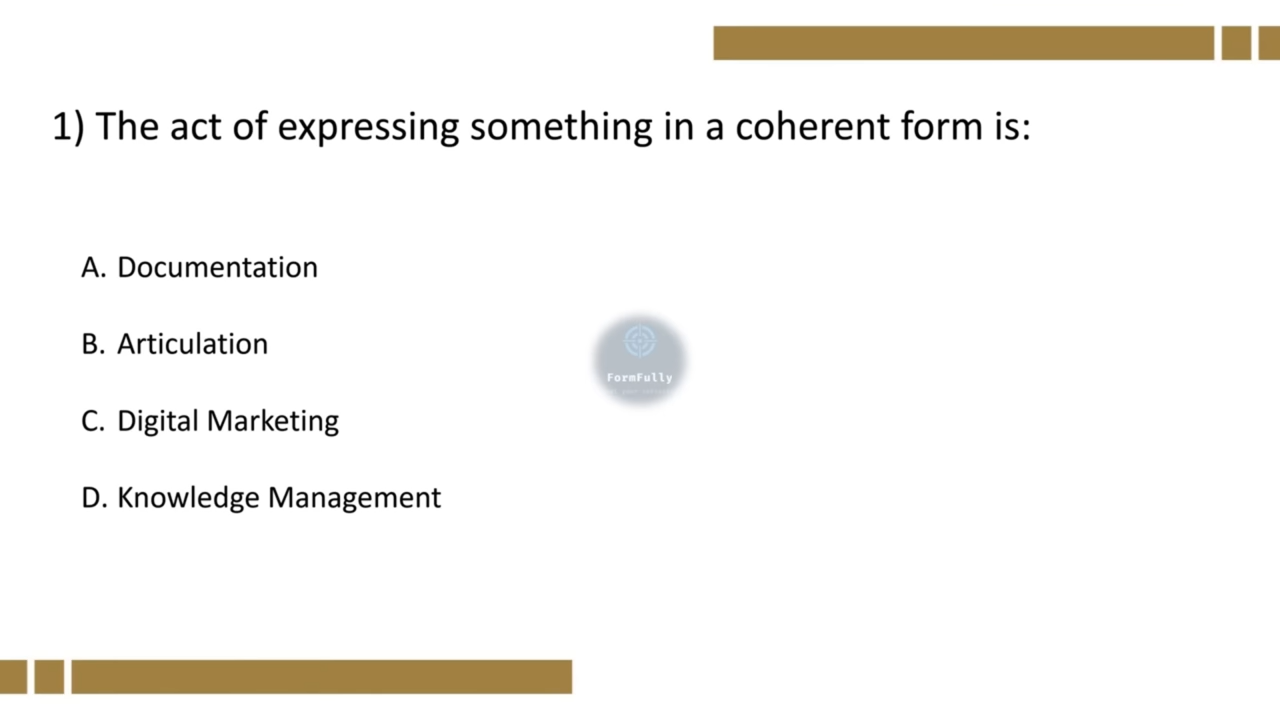 1) The act of expressing something in a coherent form is:
A. Documentation
B. Articulation
FormFully
C. Digital Marketing
D. Knowledge Management